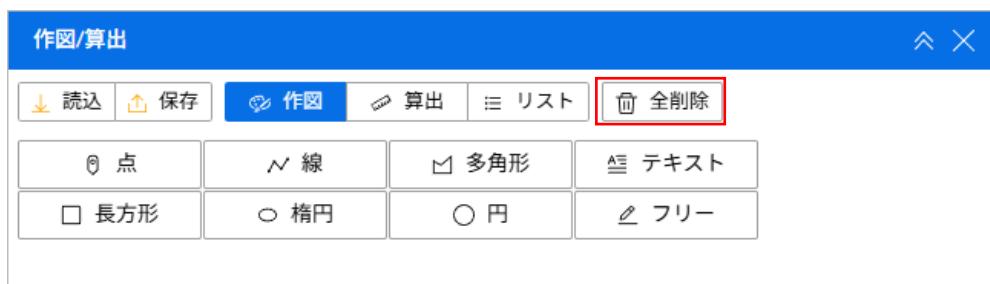 作図/算出
読込 保存 作図 算出 リスト 全削除
点 線 多角形 テキスト
長方形 楕円 円 フリー